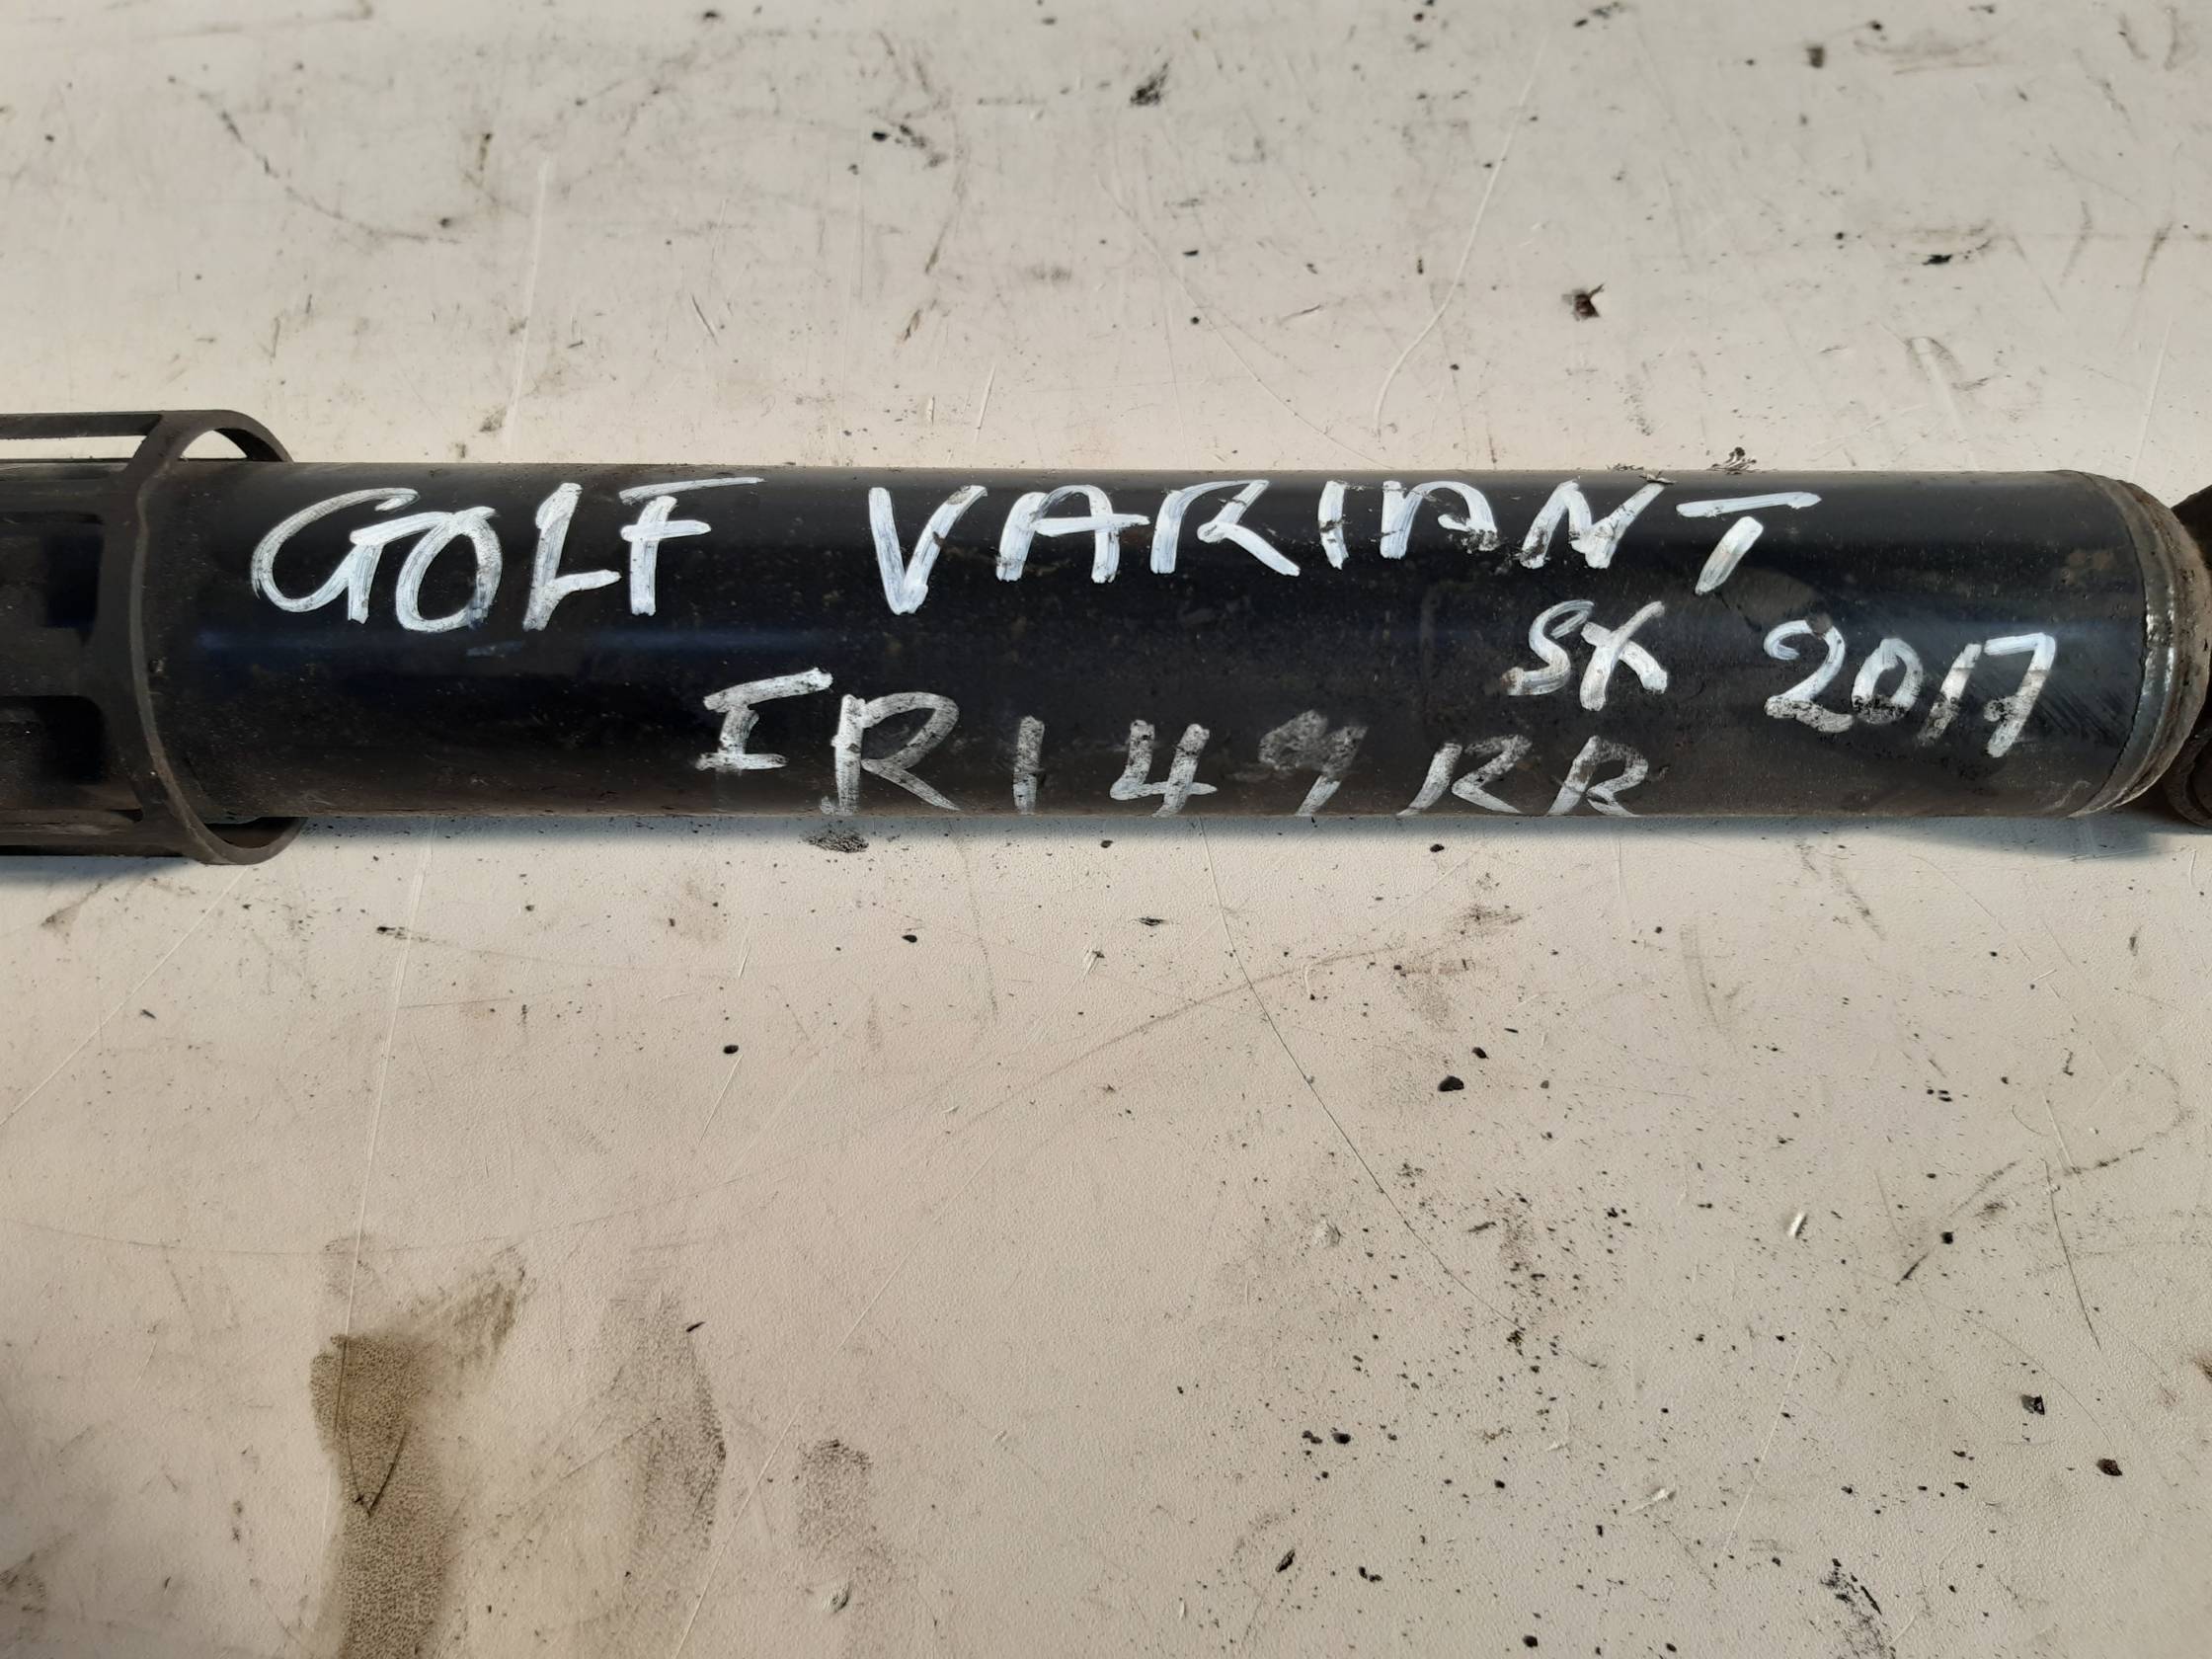 GOLF VARIANT
SX 2017
FR149RR